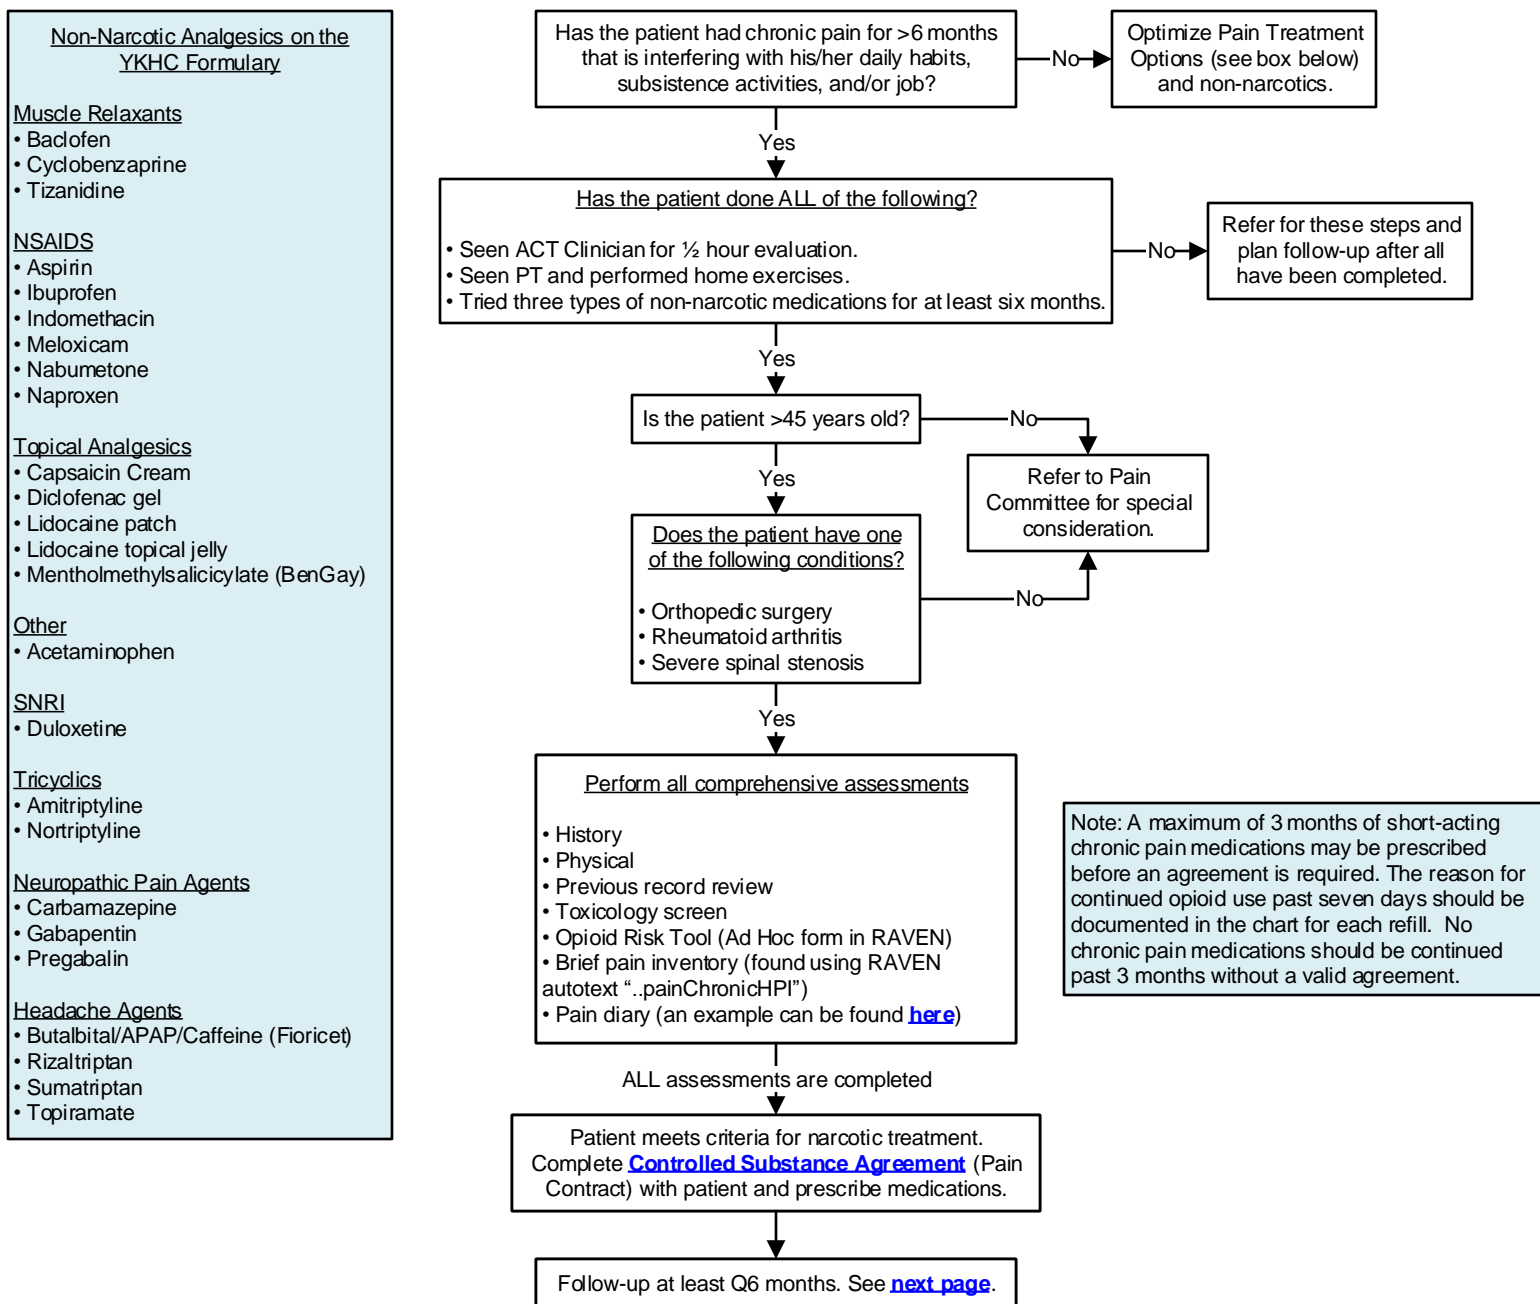 Non-Narcotic Analgesics on the
YKHC Formulary
Muscle Relaxants
• Baclofen
• Cyclobenzaprine
• Tizanidine
NSAIDS
• Aspirin
• Ibuprofen
• Indomethacin
• Meloxicam
• Nabumetone
• Naproxen
Topical Analgesics
• Capsaicin Cream
• Diclofenac gel
• Lidocaine patch
• Lidocaine topical jelly
• Mentholmethylsalicicylate (BenGay)
Other
• Acetaminophen
SNRI
• Duloxetine
Tricyclics
• Amitriptyline
• Nortriptyline
Neuropathic Pain Agents
• Carbamazepine
• Gabapentin
• Pregabalin
Headache Agents
• Butalbital/APAP/Caffeine (Fioricet)
• Rizaltriptan
• Sumatriptan
• Topiramate
Has the patient had chronic pain for >6 months
that is interfering with his/her daily habits,
subsistence activities, and/or job?
No
Optimize Pain Treatment
Options (see box below)
and non-narcotics.
Yes
Has the patient done ALL of the following?
• Seen ACT Clinician for ½ hour evaluation.
• Seen PT and performed home exercises.
• Tried three types of non-narcotic medications for at least six months.
No
Refer for these steps and
plan follow-up after all
have been completed.
Yes
Is the patient >45 years old?
No
Yes
Refer to Pain
Committee for special
consideration.
Does the patient have one
of the following conditions?
• Orthopedic surgery
• Rheumatoid arthritis
• Severe spinal stenosis
No
Yes
Perform all comprehensive assessments
• History
• Physical
• Previous record review
• Toxicology screen
• Opioid Risk Tool (Ad Hoc form in RAVEN)
• Brief pain inventory (found using RAVEN
autotext “..painChronicHPI”)
• Pain diary (an example can be found here)
Note: A maximum of 3 months of short-acting
chronic pain medications may be prescribed
before an agreement is required. The reason for
continued opioid use past seven days should be
documented in the chart for each refill. No
chronic pain medications should be continued
past 3 months without a valid agreement.
ALL assessments are completed
Patient meets criteria for narcotic treatment.
Complete Controlled Substance Agreement (Pain
Contract) with patient and prescribe medications.
Follow-up at least Q6 months. See next page.